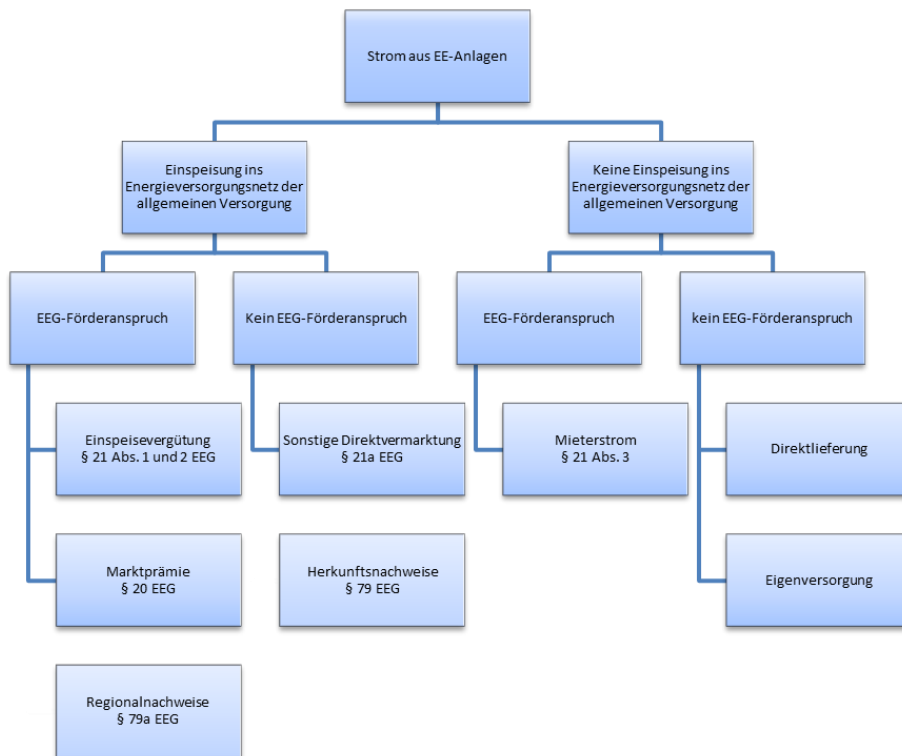 Strom aus EE-Anlagen
Einspeisung ins
Energieversorgungsnetz der
allgemeinen Versorgung
Keine Einspeisung ins
Energieversorgungsnetz der
allgemeinen Versorgung
EEG-Förderanspruch
Kein EEG-Förderanspruch
EEG-Förderanspruch
kein EEG-Förderanspruch
Einspeisevergütung
§ 21 Abs. 1 und 2 EEG
Sonstige Direktvermarktung
§ 21a EEG
Mieterstrom
§ 21 Abs. 3
Direktlieferung
Marktprämie
§ 20 EEG
Herkunftsnachweise
§ 79 EEG
Eigenversorgung
Regionalnachweise
§ 79a EEG